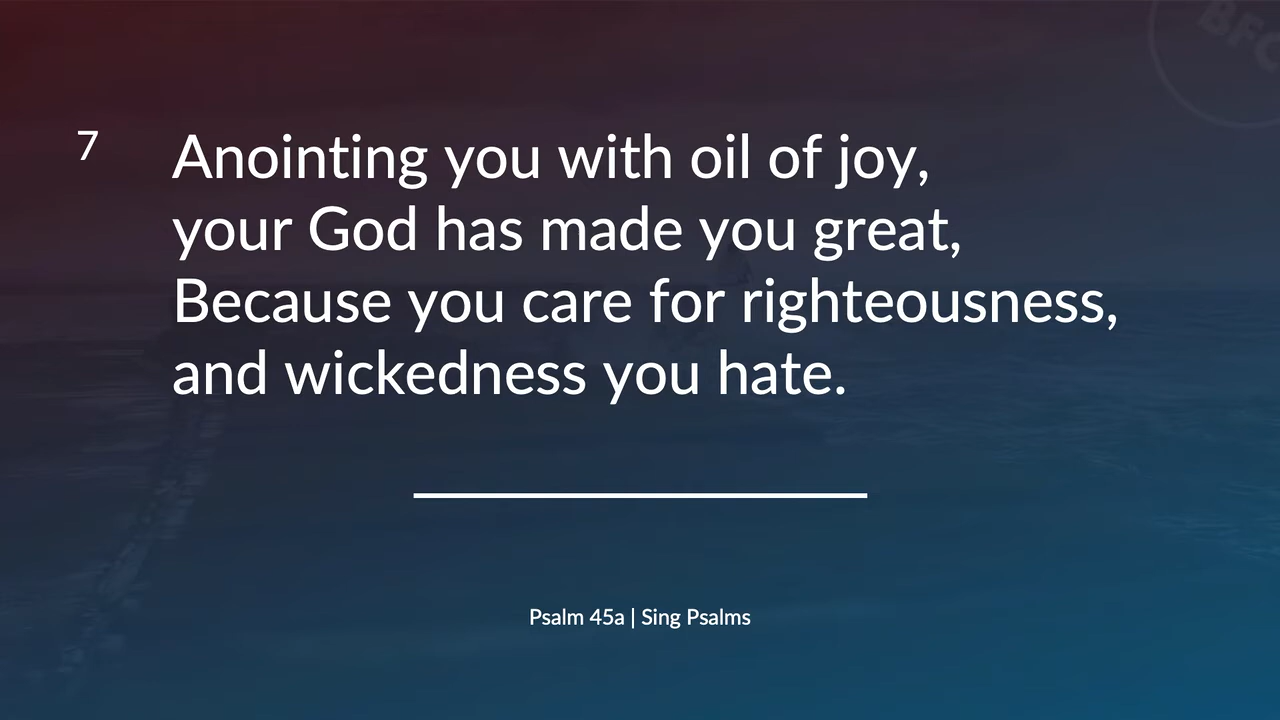 BFC
7 Anointing you with oil of joy,
your God has made you great,
Because you care for righteousness,
and wickedness you hate.
Psalm 45a | Sing Psalms